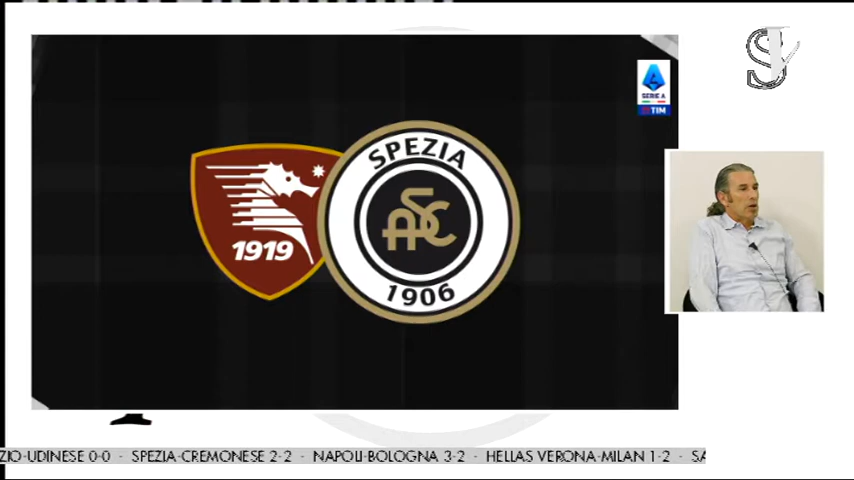 SERIE A
TIM
SPEZIA
ASC
1919
1906
ZIO-UDINESE 0-0 - SPEZIA-CREMONESE 2-2 - NAPOLI-BOLOGNA 3-2 - HELLAS VERONA-MILAN 1-2 - SA